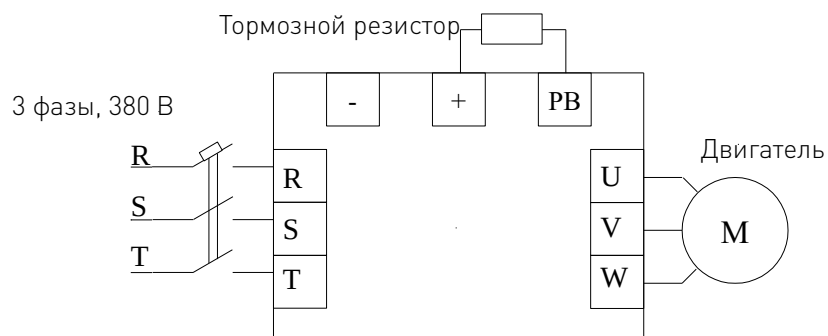 Тормозной резистор
- + PB
3 фазы, 380 В
Двигатель
R R U
S S V M
T T W